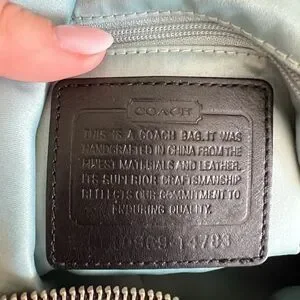 COACH
THIS IS A COACH BAG. IT WAS
HANDCRAFTED IN CHINA FROM THE
FINEST MATERIALS AND LEATHER.
ITS SUPERIOR CRAFTSMANSHIP
REFLECTS OUR COMMITMENT TO
ENDURING QUALITY.